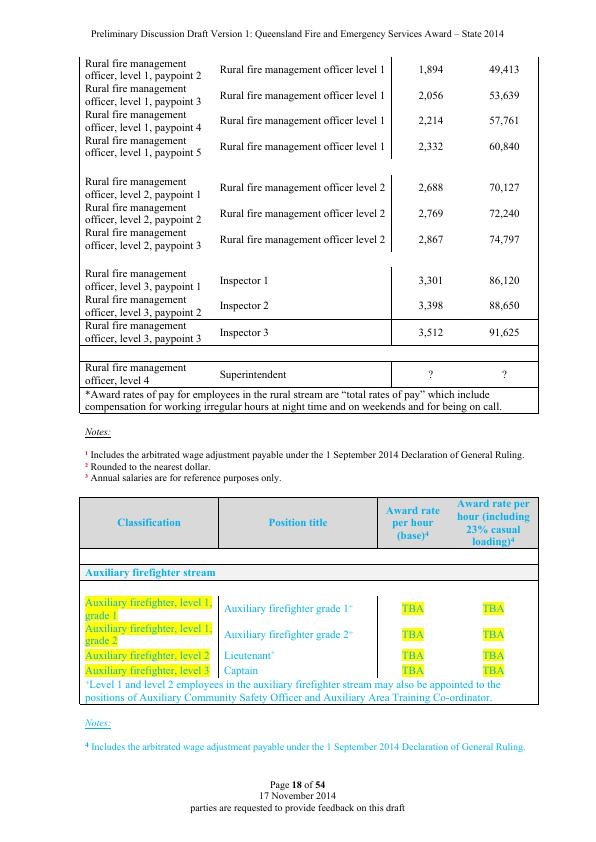 Preliminary Discussion Draft Version 1: Queensland Fire and Emergency Services Award – State 2014
Rural fire management
officer, level 1, paypoint 2 Rural fire management officer level 1 1,894 49,413
Rural fire management
officer, level 1, paypoint 3 Rural fire management officer level 1 2,056 53,639
Rural fire management
officer, level 1, paypoint 4 Rural fire management officer level 1 2,214 57,761
Rural fire management
officer, level 1, paypoint 5 Rural fire management officer level 1 2,332 60,840
Rural fire management
officer, level 2, paypoint 1 Rural fire management officer level 2 2,688 70,127
Rural fire management
officer, level 2, paypoint 2 Rural fire management officer level 2 2,769 72,240
Rural fire management
officer, level 2, paypoint 3 Rural fire management officer level 2 2,867 74,797
Rural fire management
officer, level 3, paypoint 1 Inspector 1 3,301 86,120
Rural fire management
officer, level 3, paypoint 2 Inspector 2 3,398 88,650
Rural fire management
officer, level 3, paypoint 3 Inspector 3 3,512 91,625
Rural fire management
officer, level 4 Superintendent ? ?
*Award rates of pay for employees in the rural stream are “total rates of pay” which include
compensation for working irregular hours at night time and on weekends and for being on call.
Notes:
¹ Includes the arbitrated wage adjustment payable under the 1 September 2014 Declaration of General Ruling.
² Rounded to the nearest dollar.
³ Annual salaries are for reference purposes only.
Classification
Position title
Award rate
per hour
(base)⁴
Award rate per
hour (including
23% casual
loading)⁴
Auxiliary firefighter stream
Auxiliary firefighter, level 1,
grade 1 Auxiliary firefighter grade 1⁺ TBA TBA
Auxiliary firefighter, level 1,
grade 2 Auxiliary firefighter grade 2⁺ TBA TBA
Auxiliary firefighter, level 2 Lieutenant⁺ TBA TBA
Auxiliary firefighter, level 3 Captain TBA TBA
⁺Level 1 and level 2 employees in the auxiliary firefighter stream may also be appointed to the
positions of Auxiliary Community Safety Officer and Auxiliary Area Training Co-ordinator.
Notes:
⁴ Includes the arbitrated wage adjustment payable under the 1 September 2014 Declaration of General Ruling.
Page 18 of 54
17 November 2014
parties are requested to provide feedback on this draft